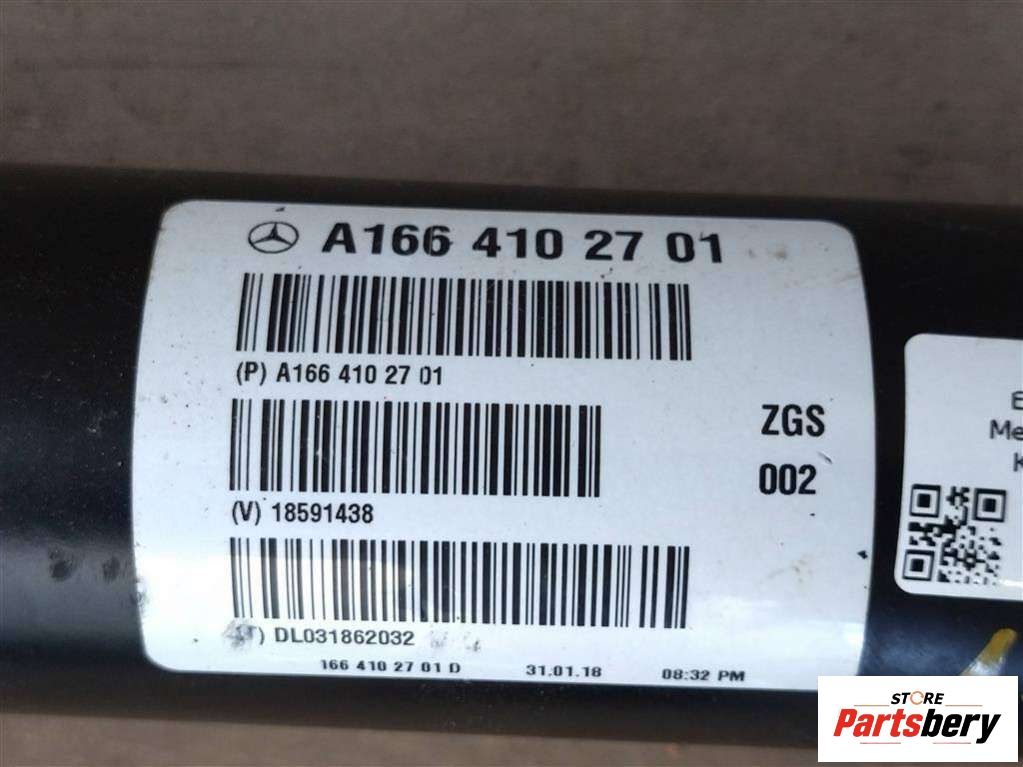 A166 410 27 01
(P) A166 410 27 01
ZGS
002
(V) 18591438
DL031862032
166 410 27 01 D 31.01.18 08:32 PM
STORE
Partsbery